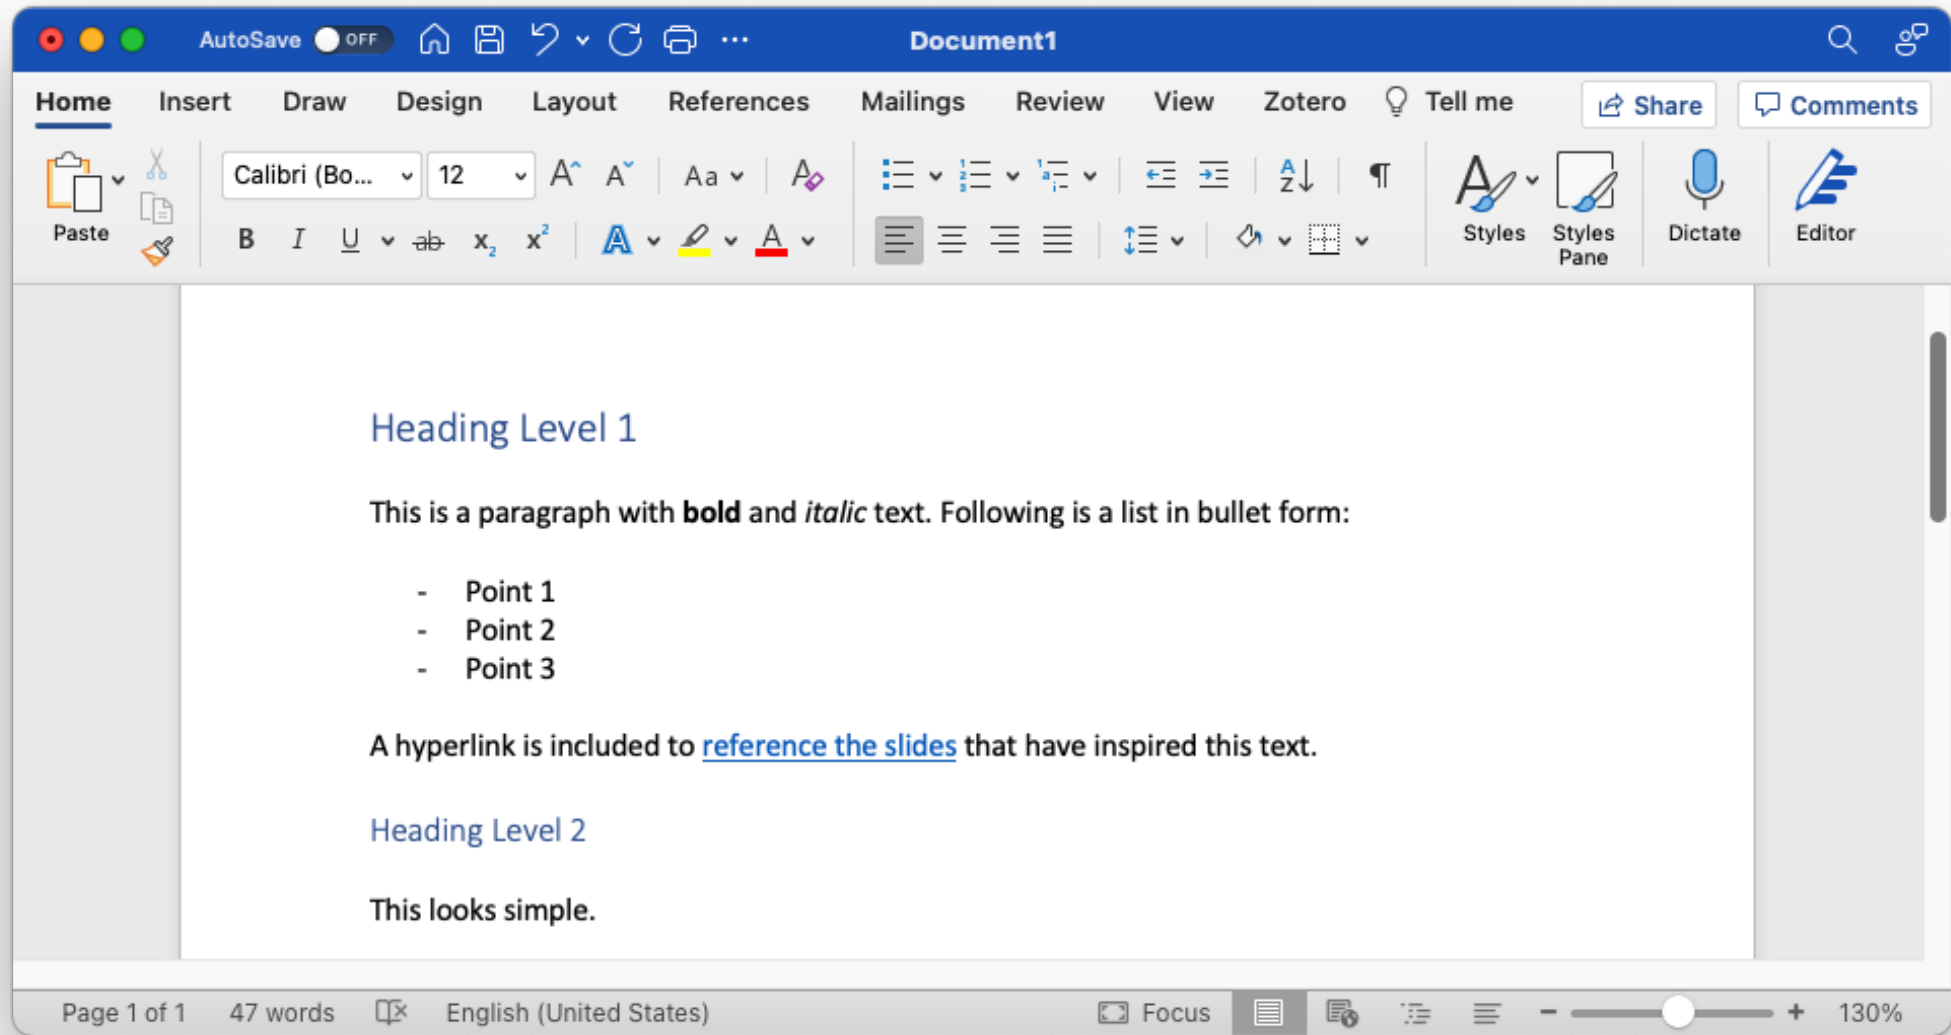 AutoSave OFF Document1
Home Insert Draw Design Layout References Mailings Review View Zotero Tell me Share Comments
Calibri (Bo... 12 Aa
Paste B I U ab x₂ x² A A Styles Styles Pane Dictate Editor
Heading Level 1
This is a paragraph with bold and italic text. Following is a list in bullet form:
- Point 1
- Point 2
- Point 3
A hyperlink is included to reference the slides that have inspired this text.
Heading Level 2
This looks simple.
Page 1 of 1 47 words English (United States) Focus 130%